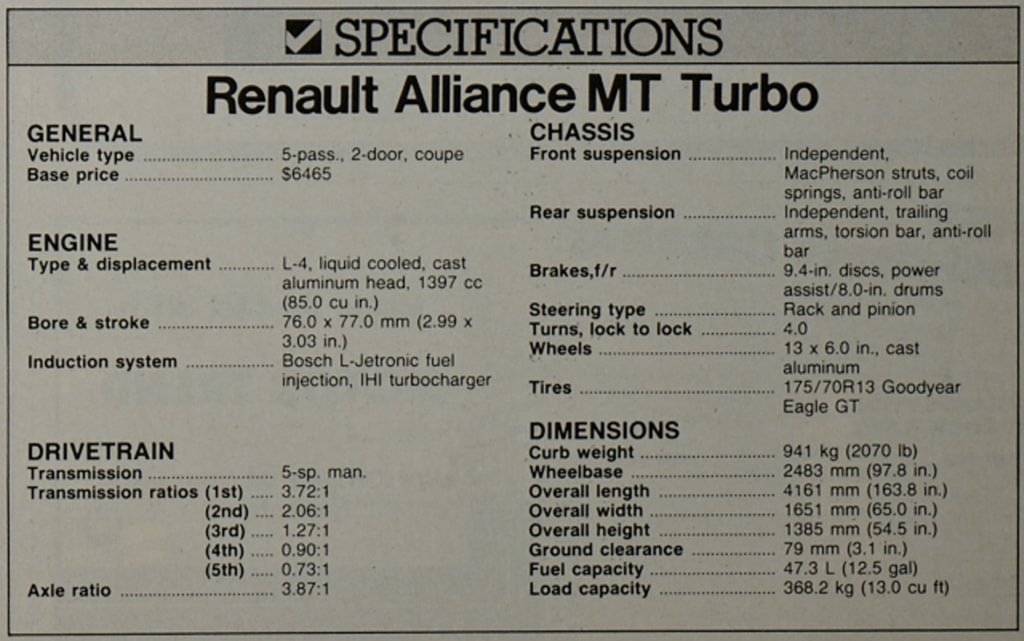 SPECIFICATIONS
Renault Alliance MT Turbo
GENERAL
Vehicle type ........................ 5-pass., 2-door, coupe
Base price ........................... $6465
ENGINE
Type & displacement ........... L-4, liquid cooled, cast
aluminum head, 1397 cc
(85.0 cu in.)
Bore & stroke ...................... 76.0 x 77.0 mm (2.99 x
3.03 in.)
Induction system ................ Bosch L-Jetronic fuel
injection, IHI turbocharger
DRIVETRAIN
Transmission ....................... 5-sp. man.
Transmission ratios (1st) ..... 3.72:1
(2nd) .... 2.06:1
(3rd) ..... 1.27:1
(4th) ..... 0.90:1
(5th) ..... 0.73:1
Axle ratio ............................ 3.87:1
CHASSIS
Front suspension ................. Independent,
MacPherson struts, coil
springs, anti-roll bar
Rear suspension .................. Independent, trailing
arms, torsion bar, anti-roll
bar
Brakes,f/r ............................. 9.4-in. discs, power
assist/8.0-in. drums
Steering type ....................... Rack and pinion
Turns, lock to lock .............. 4.0
Wheels ................................. 13 x 6.0 in., cast
aluminum
Tires ..................................... 175/70R13 Goodyear
Eagle GT
DIMENSIONS
Curb weight .......................... 941 kg (2070 lb)
Wheelbase ........................... 2483 mm (97.8 in.)
Overall length ...................... 4161 mm (163.8 in.)
Overall width ....................... 1651 mm (65.0 in.)
Overall height ...................... 1385 mm (54.5 in.)
Ground clearance ................ 79 mm (3.1 in.)
Fuel capacity ........................ 47.3 L (12.5 gal)
Load capacity ....................... 368.2 kg (13.0 cu ft)